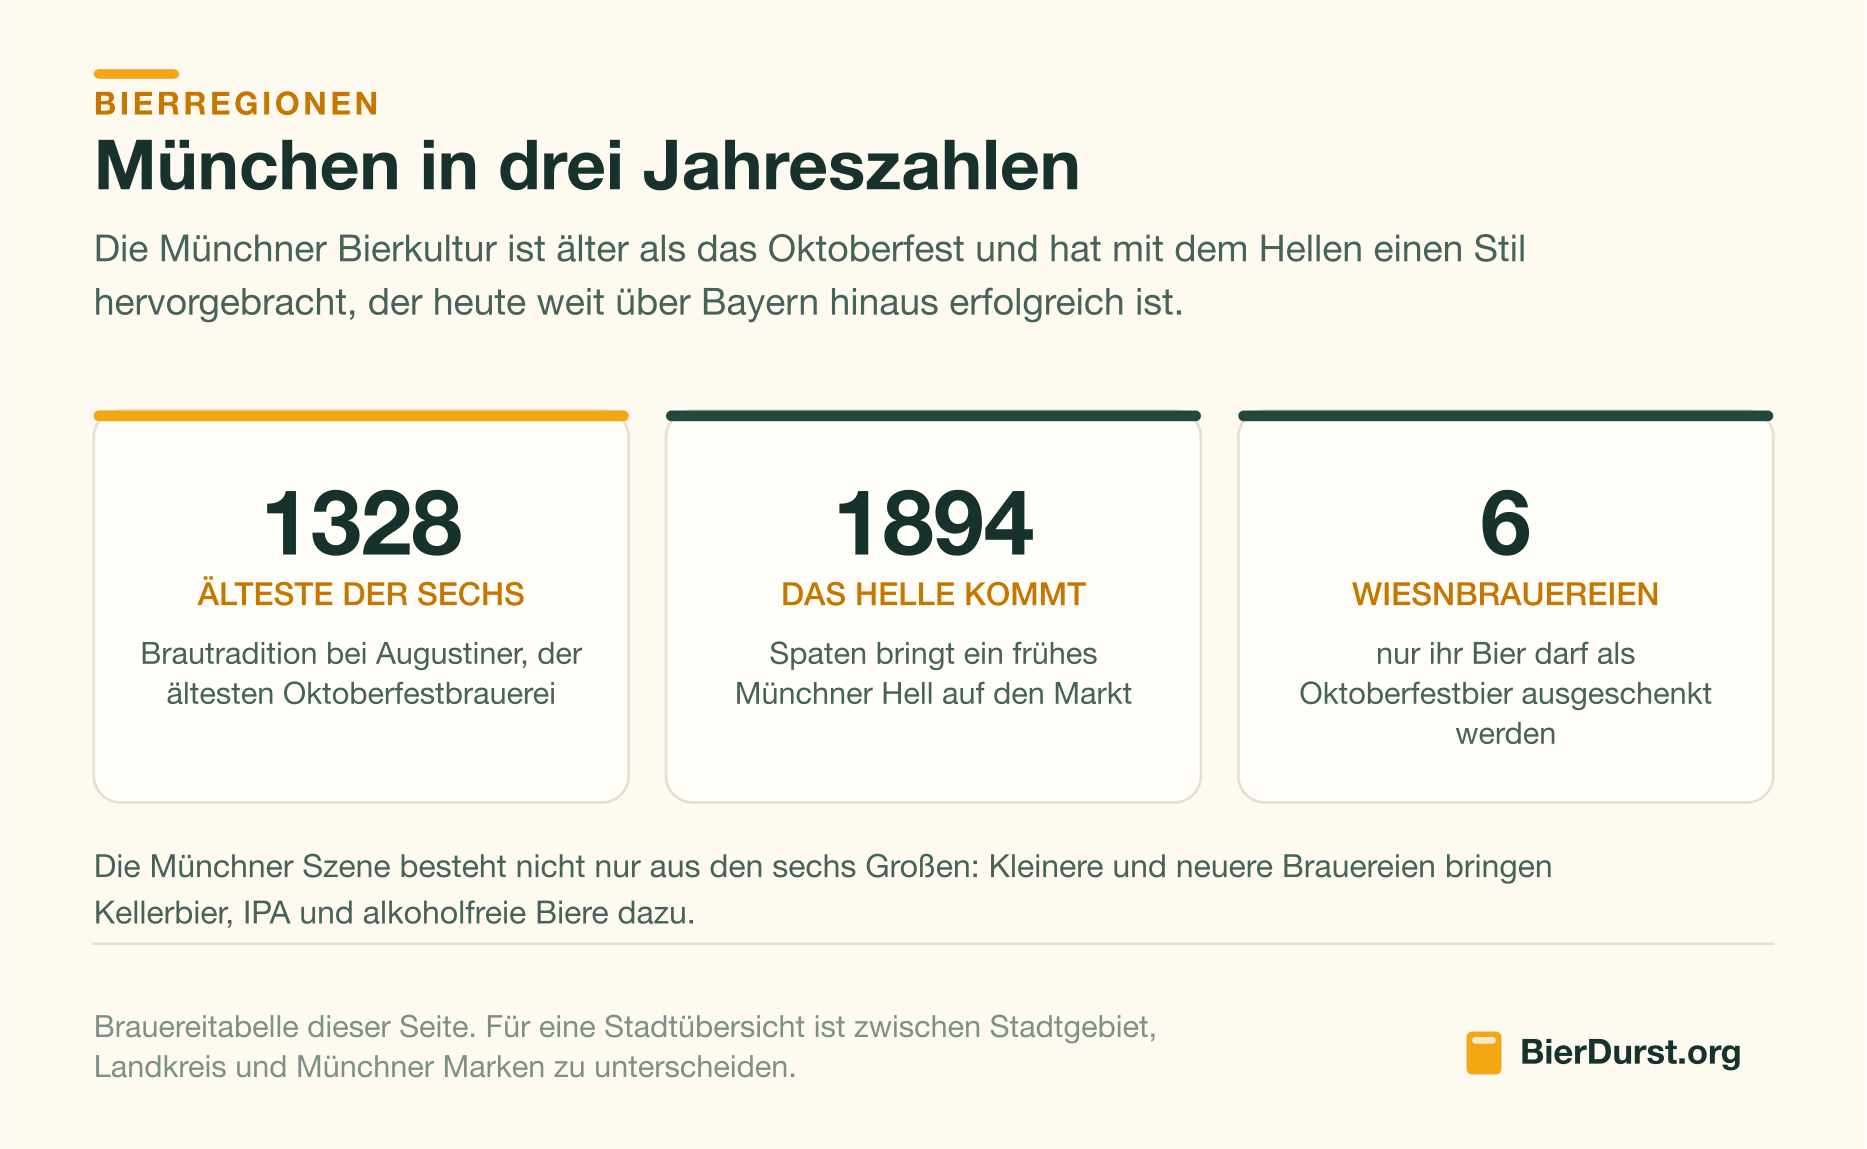 BIERREGIONEN
München in drei Jahreszahlen
Die Münchner Bierkultur ist älter als das Oktoberfest und hat mit dem Hellen einen Stil
hervorgebracht, der heute weit über Bayern hinaus erfolgreich ist.
1328
ÄLTESTE DER SECHS
Brautradition bei Augustiner, der
ältesten Oktoberfestbrauerei
1894
DAS HELLE KOMMT
Spaten bringt ein frühes
Münchner Hell auf den Markt
6
WIESNBRAUEREIEN
nur ihr Bier darf als
Oktoberfestbier ausgeschenkt
werden
Die Münchner Szene besteht nicht nur aus den sechs Großen: Kleinere und neuere Brauereien bringen
Kellerbier, IPA und alkoholfreie Biere dazu.
Brauereitabelle dieser Seite. Für eine Stadtübersicht ist zwischen Stadtgebiet,
Landkreis und Münchner Marken zu unterscheiden.
BierDurst.org